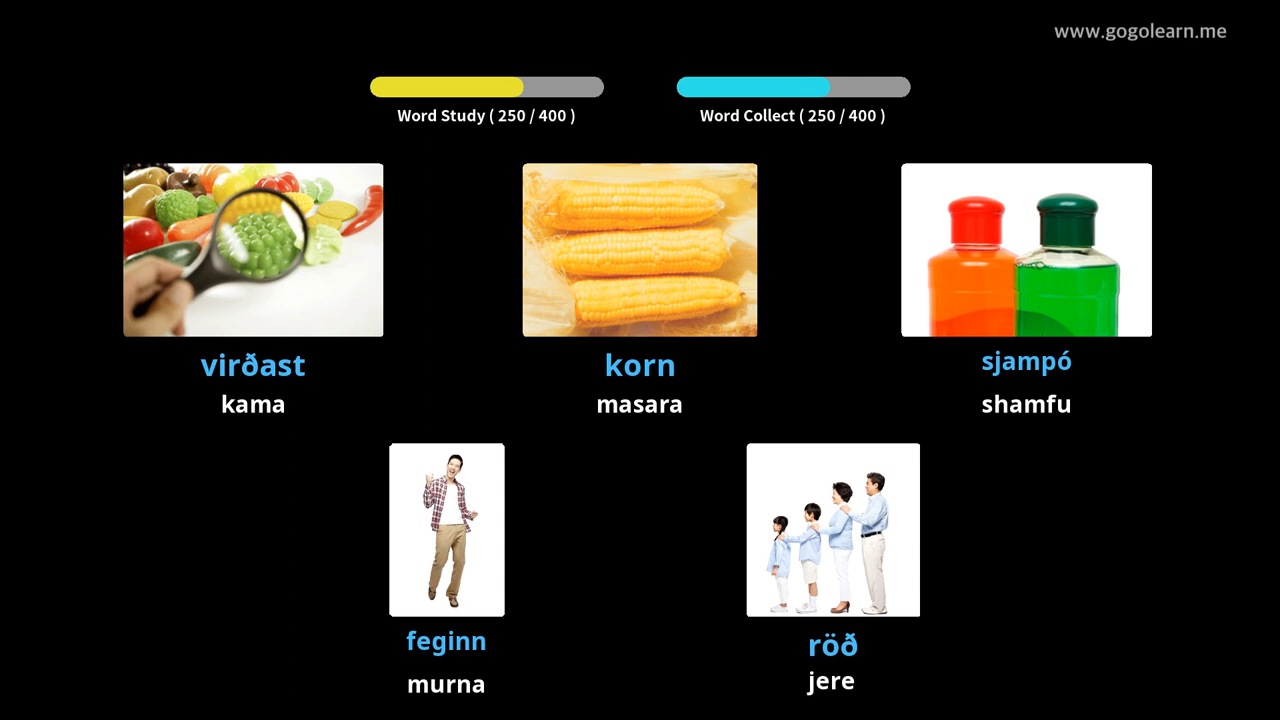 www.gogolearn.me
Word Study ( 250 / 400 )
Word Collect ( 250 / 400 )
virðast
kama
korn
masara
sjampó
shamfu
feginn
murna
röð
jere